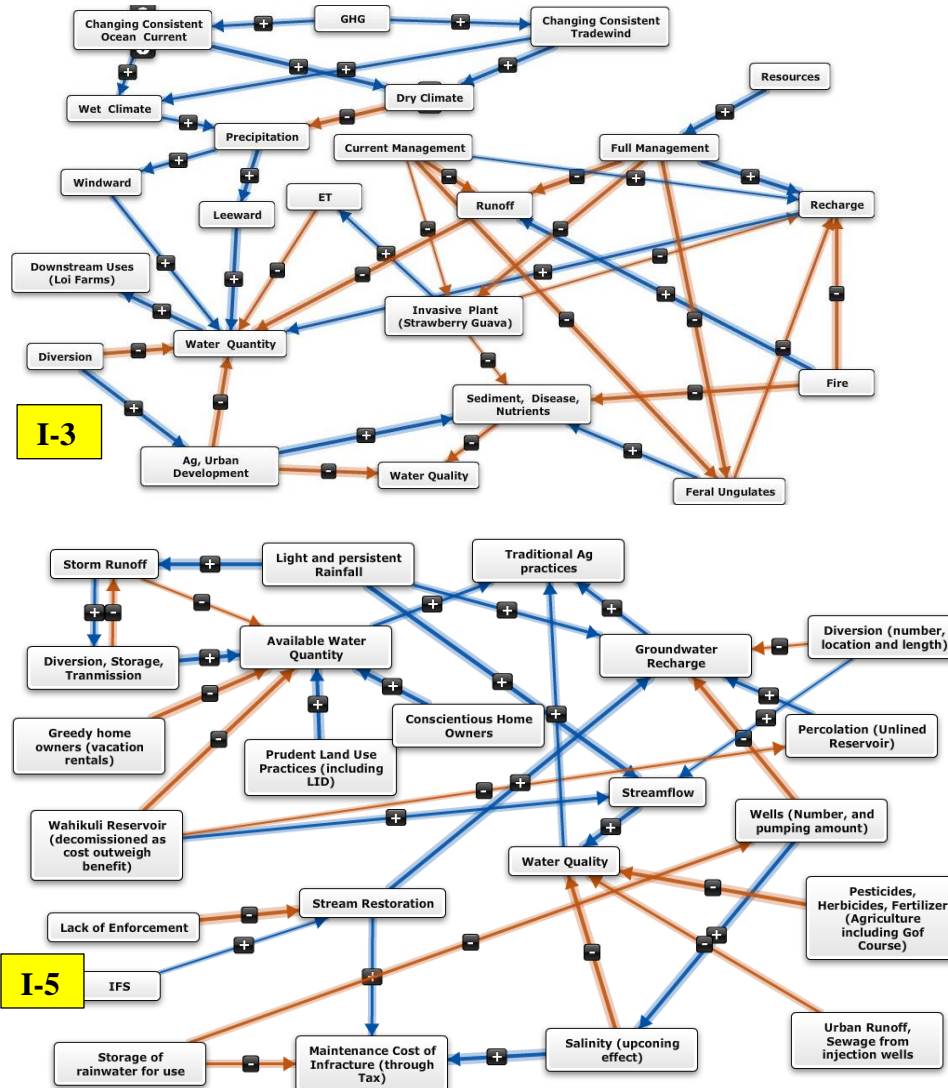 Changing Consistent
Ocean Current
GHG
Changing Consistent
Tradewind
+
+
+
+
+
+
Wet Climate
Dry Climate
Resources
+
-
+
Precipitation
Current Management
Full Management
+
+
-
-
+
+
Windward
ET
Leeward
Runoff
Recharge
-
+
-
Downstream Uses
(Loi Farms)
+
+
-
-
+
+
-
+
Invasive Plant
(Strawberry Guava)
-
-
-
Water Quantity
Diversion
-
-
-
Fire
+
-
Sediment, Disease,
Nutrients
-
I-3
+
-
+
Ag, Urban
Development
-
Water Quality
Feral Ungulates
Storm Runoff
+
Light and persistent
Rainfall
Traditional Ag
practices
+
-
-
+
+
+
Available Water
Quantity
Groundwater
Recharge
-
Diversion (number,
location and length)
Diversion, Storage,
Tranmission
+
-
+
+
+
+
+
+
Greedy home
owners (vacation
rentals)
-
Prudent Land Use
Practices (including
LID)
Conscientious Home
Owners
-
Percolation (Unlined
Reservoir)
-
+
Streamflow
Wahikuli Reservoir
(decomissioned as
cost outweigh
benefit)
+
+
Wells (Number, and
pumping amount)
Water Quality
-
Pesticides,
Herbicides, Fertilizer
(Agriculture
including Gof
Course)
Lack of Enforcement
-
Stream Restoration
+
-
+
-
-
I-5
IFS
+
Storage of
rainwater for use
-
Maintenance Cost of
Infracture (through
Tax)
+
Salinity (upconing
effect)
Urban Runoff,
Sewage from
injection wells